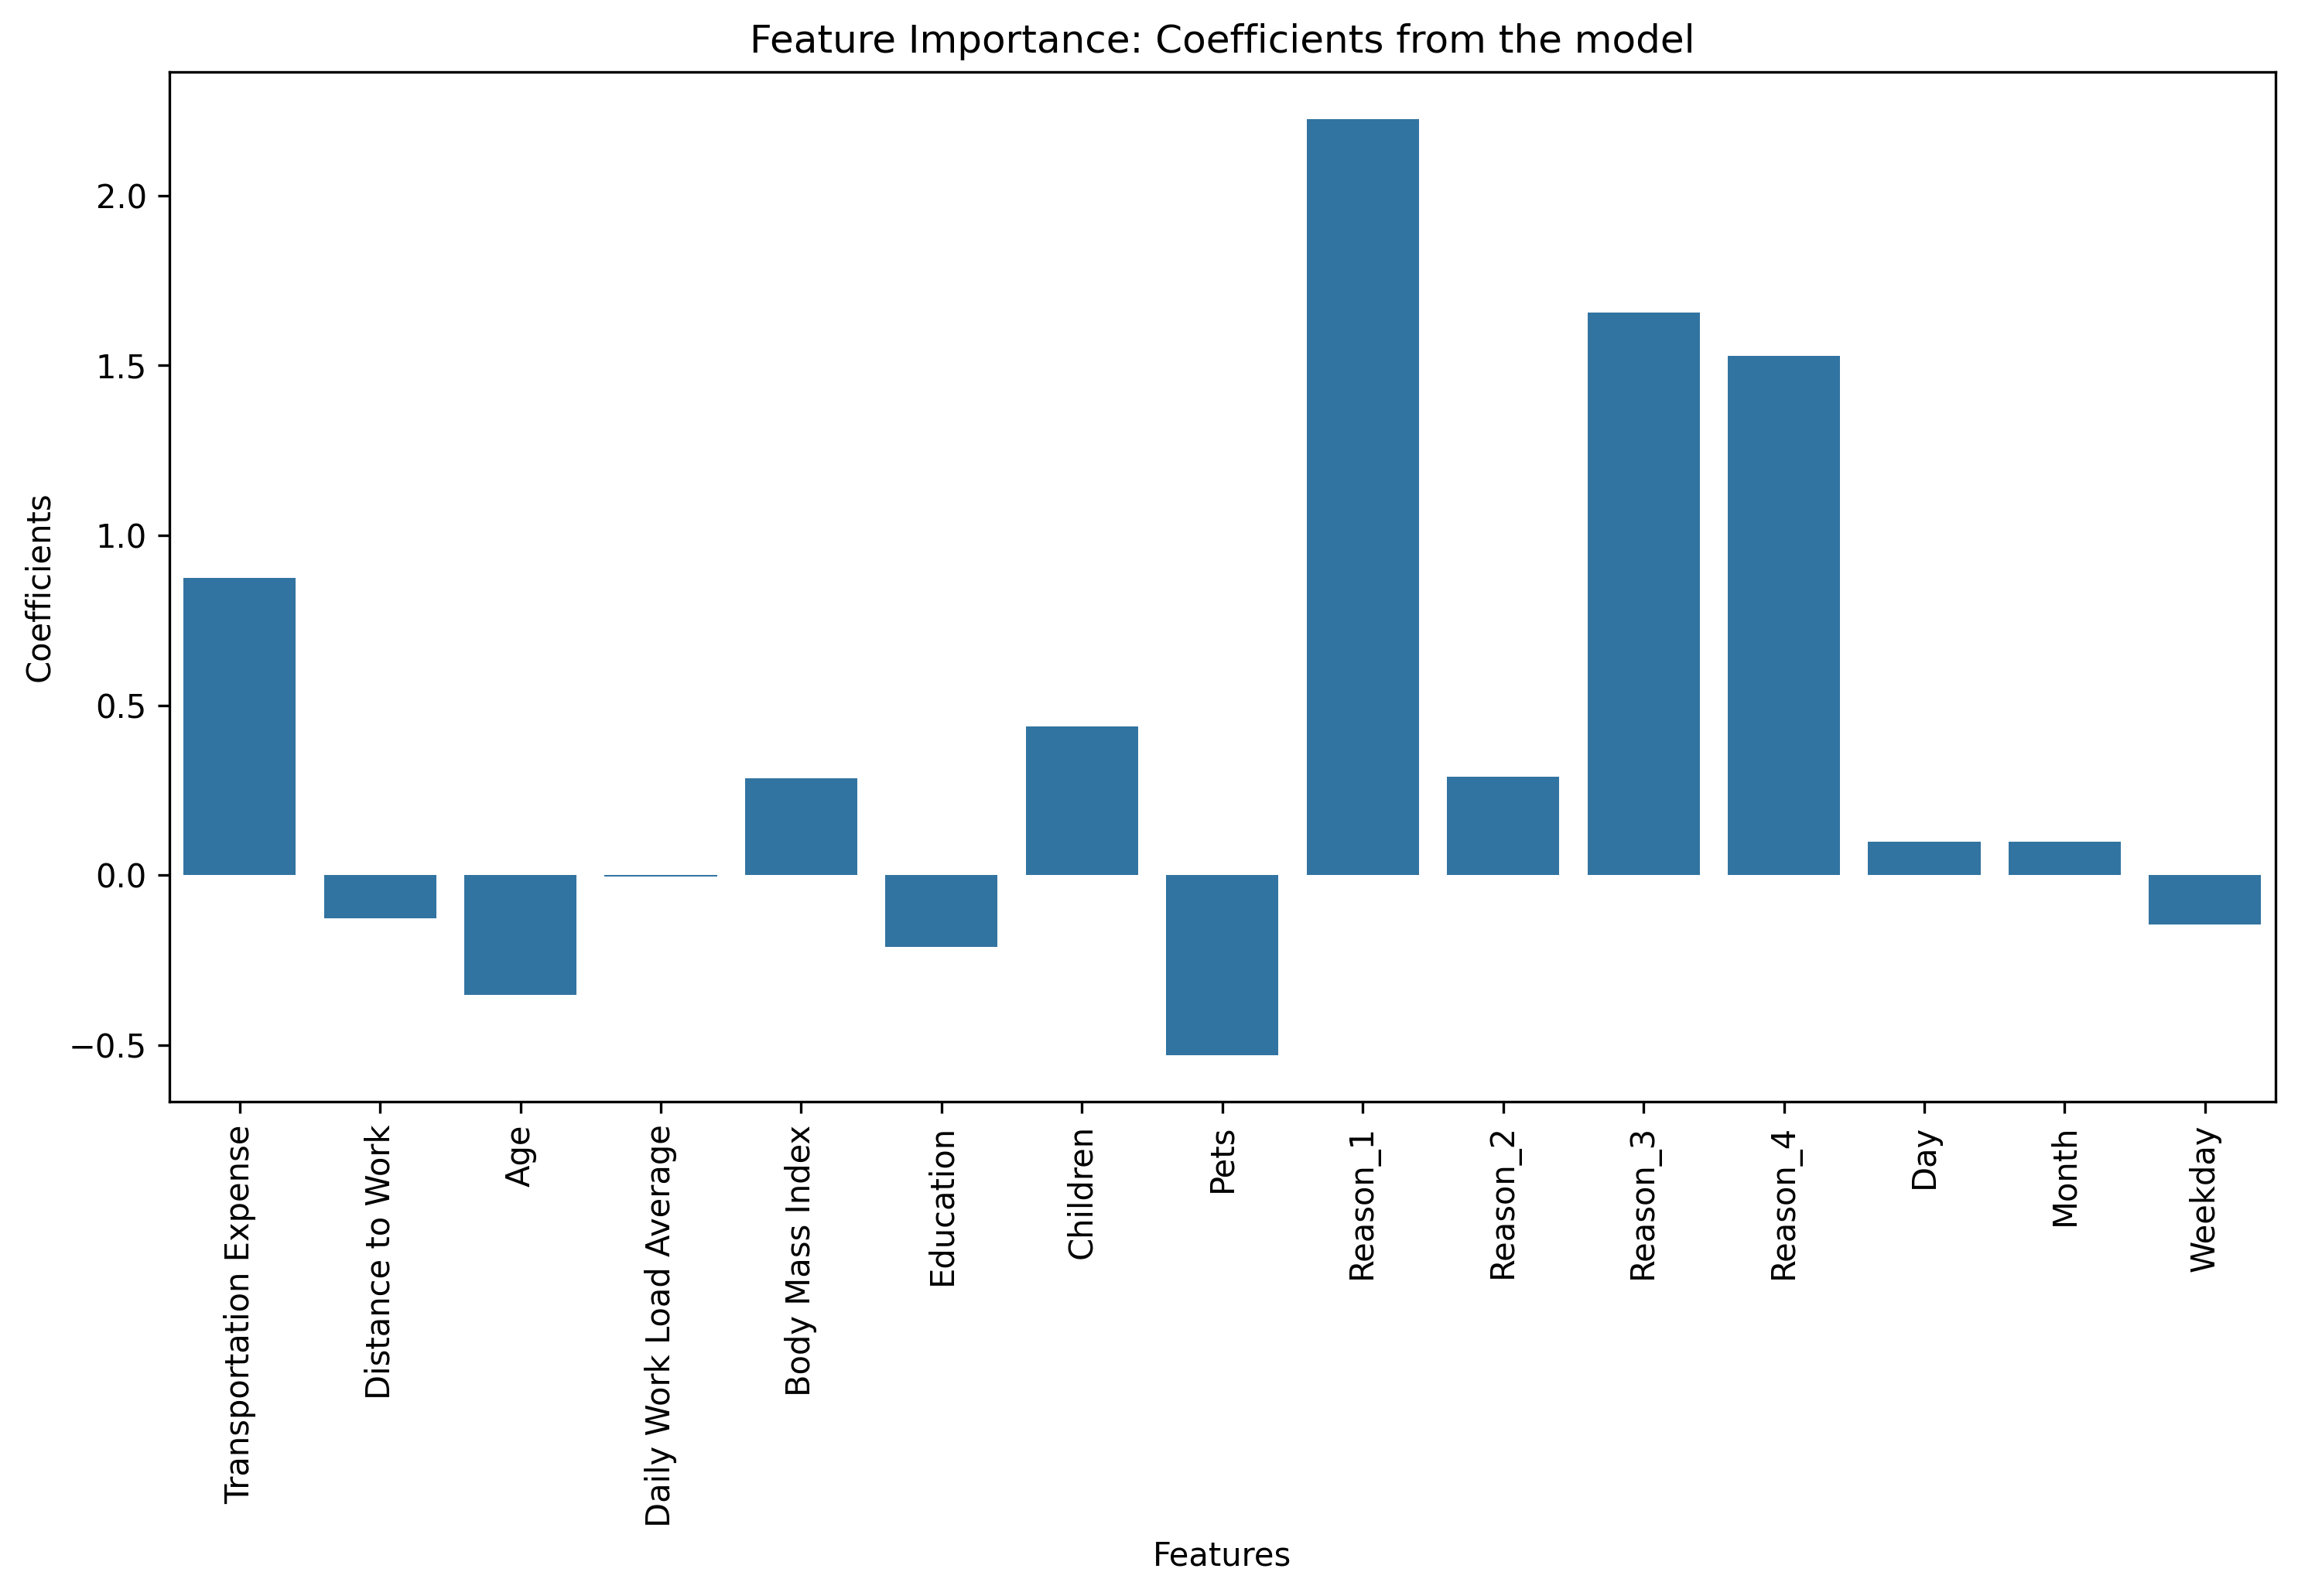 Feature Importance: Coefficients from the model
Coefficients
2.0
1.5
1.0
0.5
0.0
−0.5
Transportation Expense
Distance to Work
Age
Daily Work Load Average
Body Mass Index
Education
Children
Pets
Reason_1
Reason_2
Reason_3
Reason_4
Day
Month
Weekday
Features